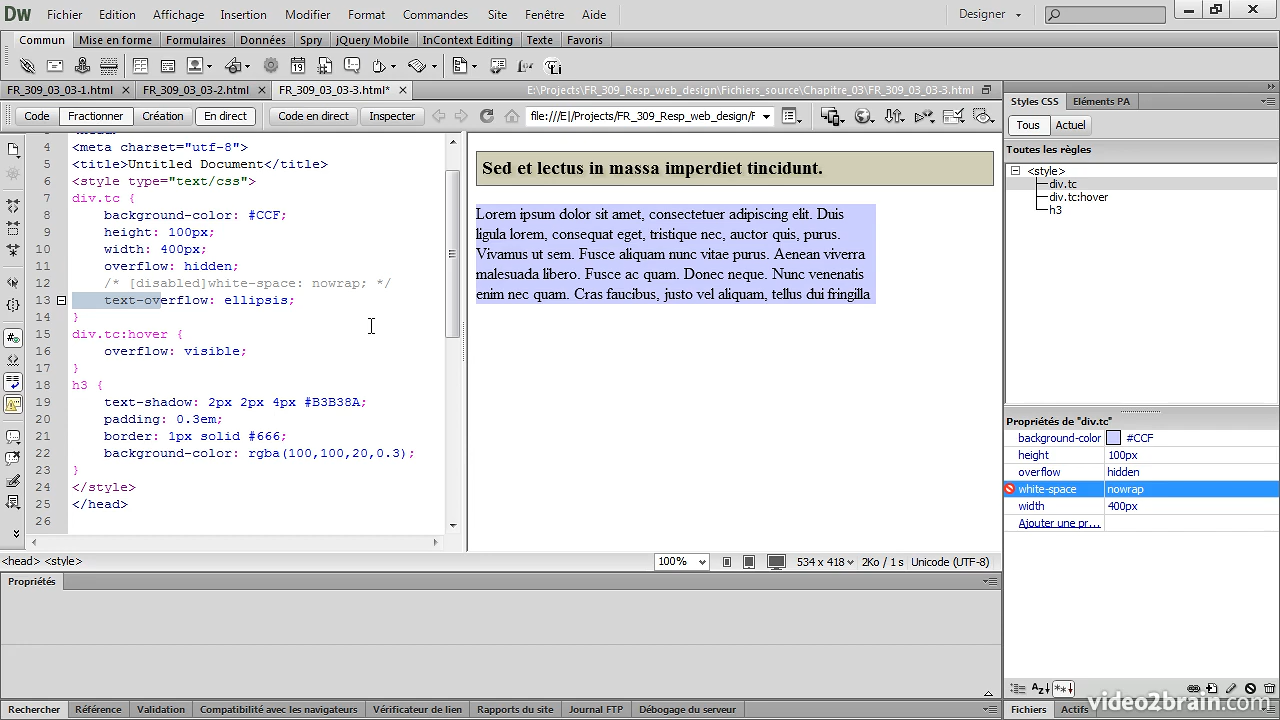 Dw Fichier Edition Affichage Insertion Modifier Format Commandes Site Fenêtre Aide Designer
Commun Mise en forme Formulaires Données Spry jQuery Mobile InContext Editing Texte Favoris
FR_309_03_03-1.html FR_309_03_03-2.html FR_309_03_03-3.html* E:\Projects\FR_309_Resp_web_design\Fichiers_source\Chapitre_03\FR_309_03_03-3.html
Code Fractionner Création En direct Code en direct Inspecter file:///E|/Projects/FR_309_Resp_web_design/F
4 <meta charset="utf-8">
5 <title>Untitled Document</title>
6 <style type="text/css">
7 div.tc {
8 background-color: #CCF;
9 height: 100px;
10 width: 400px;
11 overflow: hidden;
12 /* [disabled]white-space: nowrap; */
13 text-overflow: ellipsis;
14 }
15 div.tc:hover {
16 overflow: visible;
17 }
18 h3 {
19 text-shadow: 2px 2px 4px #B3B38A;
20 padding: 0.3em;
21 border: 1px solid #666;
22 background-color: rgba(100,100,20,0.3);
23 }
24 </style>
25 </head>
26
Sed et lectus in massa imperdiet tincidunt.
Lorem ipsum dolor sit amet, consectetuer adipiscing elit. Duis
ligula lorem, consequat eget, tristique nec, auctor quis, purus.
Vivamus ut sem. Fusce aliquam nunc vitae purus. Aenean viverra
malesuada libero. Fusce ac quam. Donec neque. Nunc venenatis
enim nec quam. Cras faucibus, justo vel aliquam, tellus dui fringilla
Styles CSS Eléments PA
Tous Actuel
Toutes les règles
<style>
div.tc
div.tc:hover
h3
Propriétés de "div.tc"
background-color #CCF
height 100px
overflow hidden
white-space nowrap
width 400px
Ajouter une pr...
<head> <style> 100% 534 x 418 2Ko / 1 s Unicode (UTF-8)
Propriétés
Rechercher Référence Validation Compatibilité avec les navigateurs Vérificateur de lien Rapports du site Journal FTP Débogage du serveur
Fichiers Actifs
video2brain.com